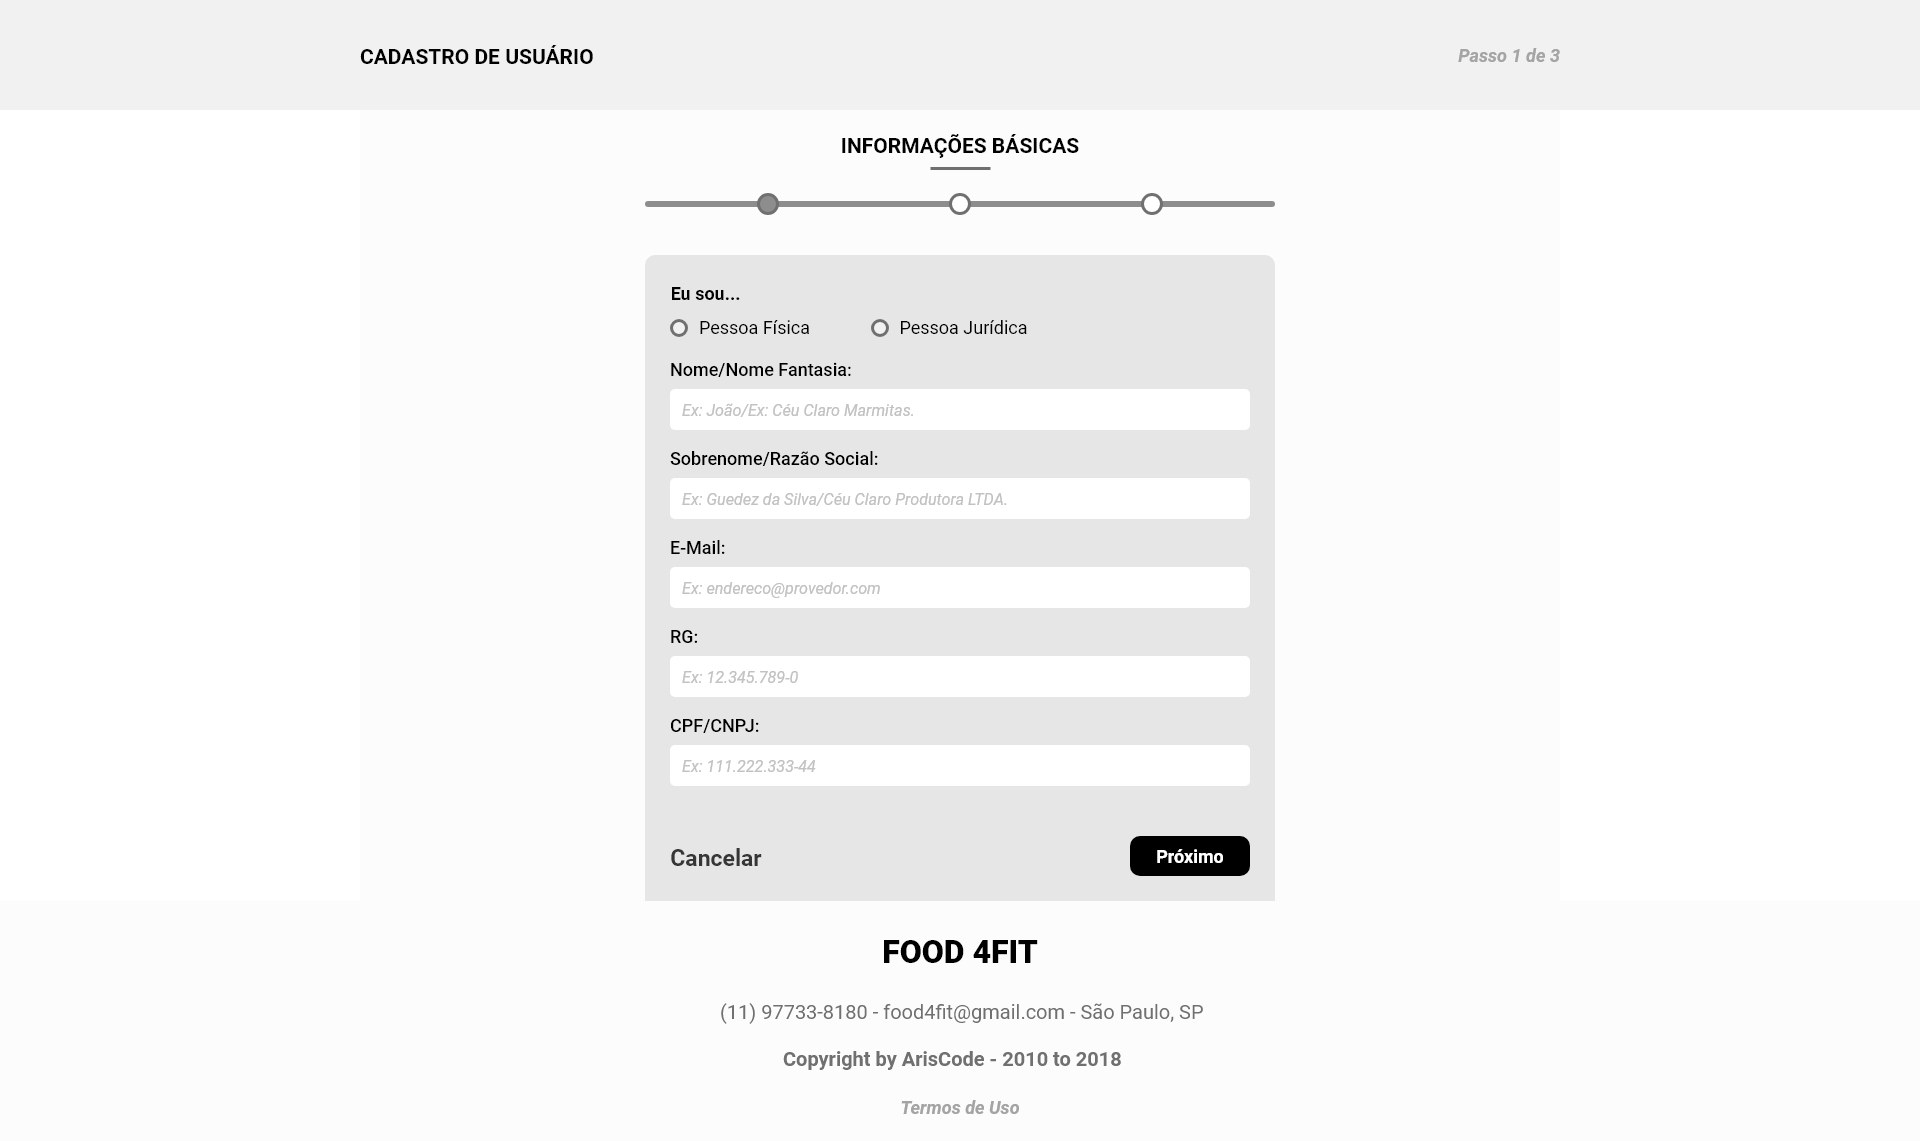 CADASTRO DE USUÁRIO
Passo 1 de 3
INFORMAÇÕES BÁSICAS
Eu sou...
Pessoa Física
Pessoa Jurídica
Nome/Nome Fantasia:
Ex: João/Ex: Céu Claro Marmitas.
Sobrenome/Razão Social:
Ex: Guedez da Silva/Céu Claro Produtora LTDA.
E-Mail:
Ex: endereco@provedor.com
RG:
Ex: 12.345.789-0
CPF/CNPJ:
Ex: 111.222.333-44
Cancelar
Próximo
FOOD 4FIT
(11) 97733-8180 - food4fit@gmail.com - São Paulo, SP
Copyright by ArisCode - 2010 to 2018
Termos de Uso